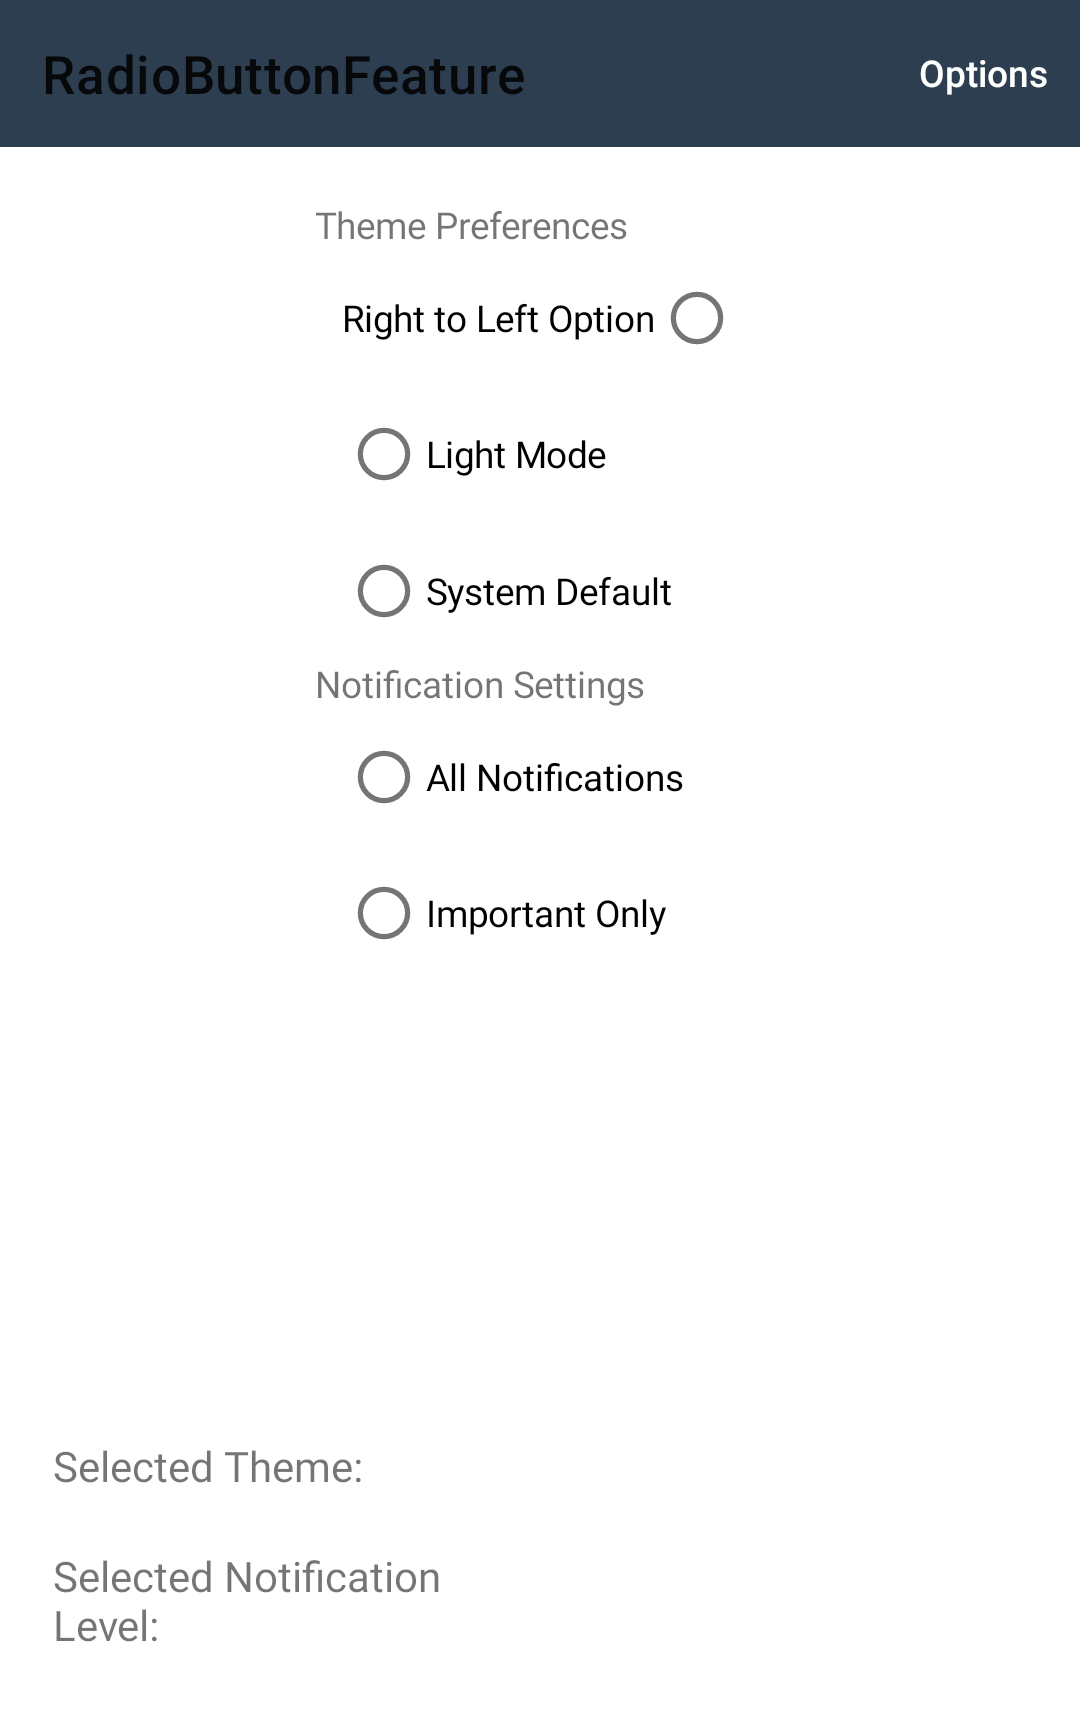 RadioButtonFeature
Options
Theme Preferences
Right to Left Option
Light Mode
System Default
Notification Settings
All Notifications
Important Only
Selected Theme:
Selected Notification
Level: